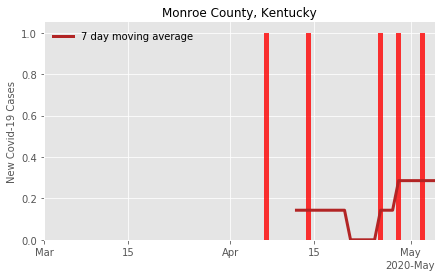 Monroe County, Kentucky
7 day moving average
New Covid-19 Cases
1.0
0.8
0.6
0.4
0.2
0.0
Mar
15
Apr
15
May
2020-May